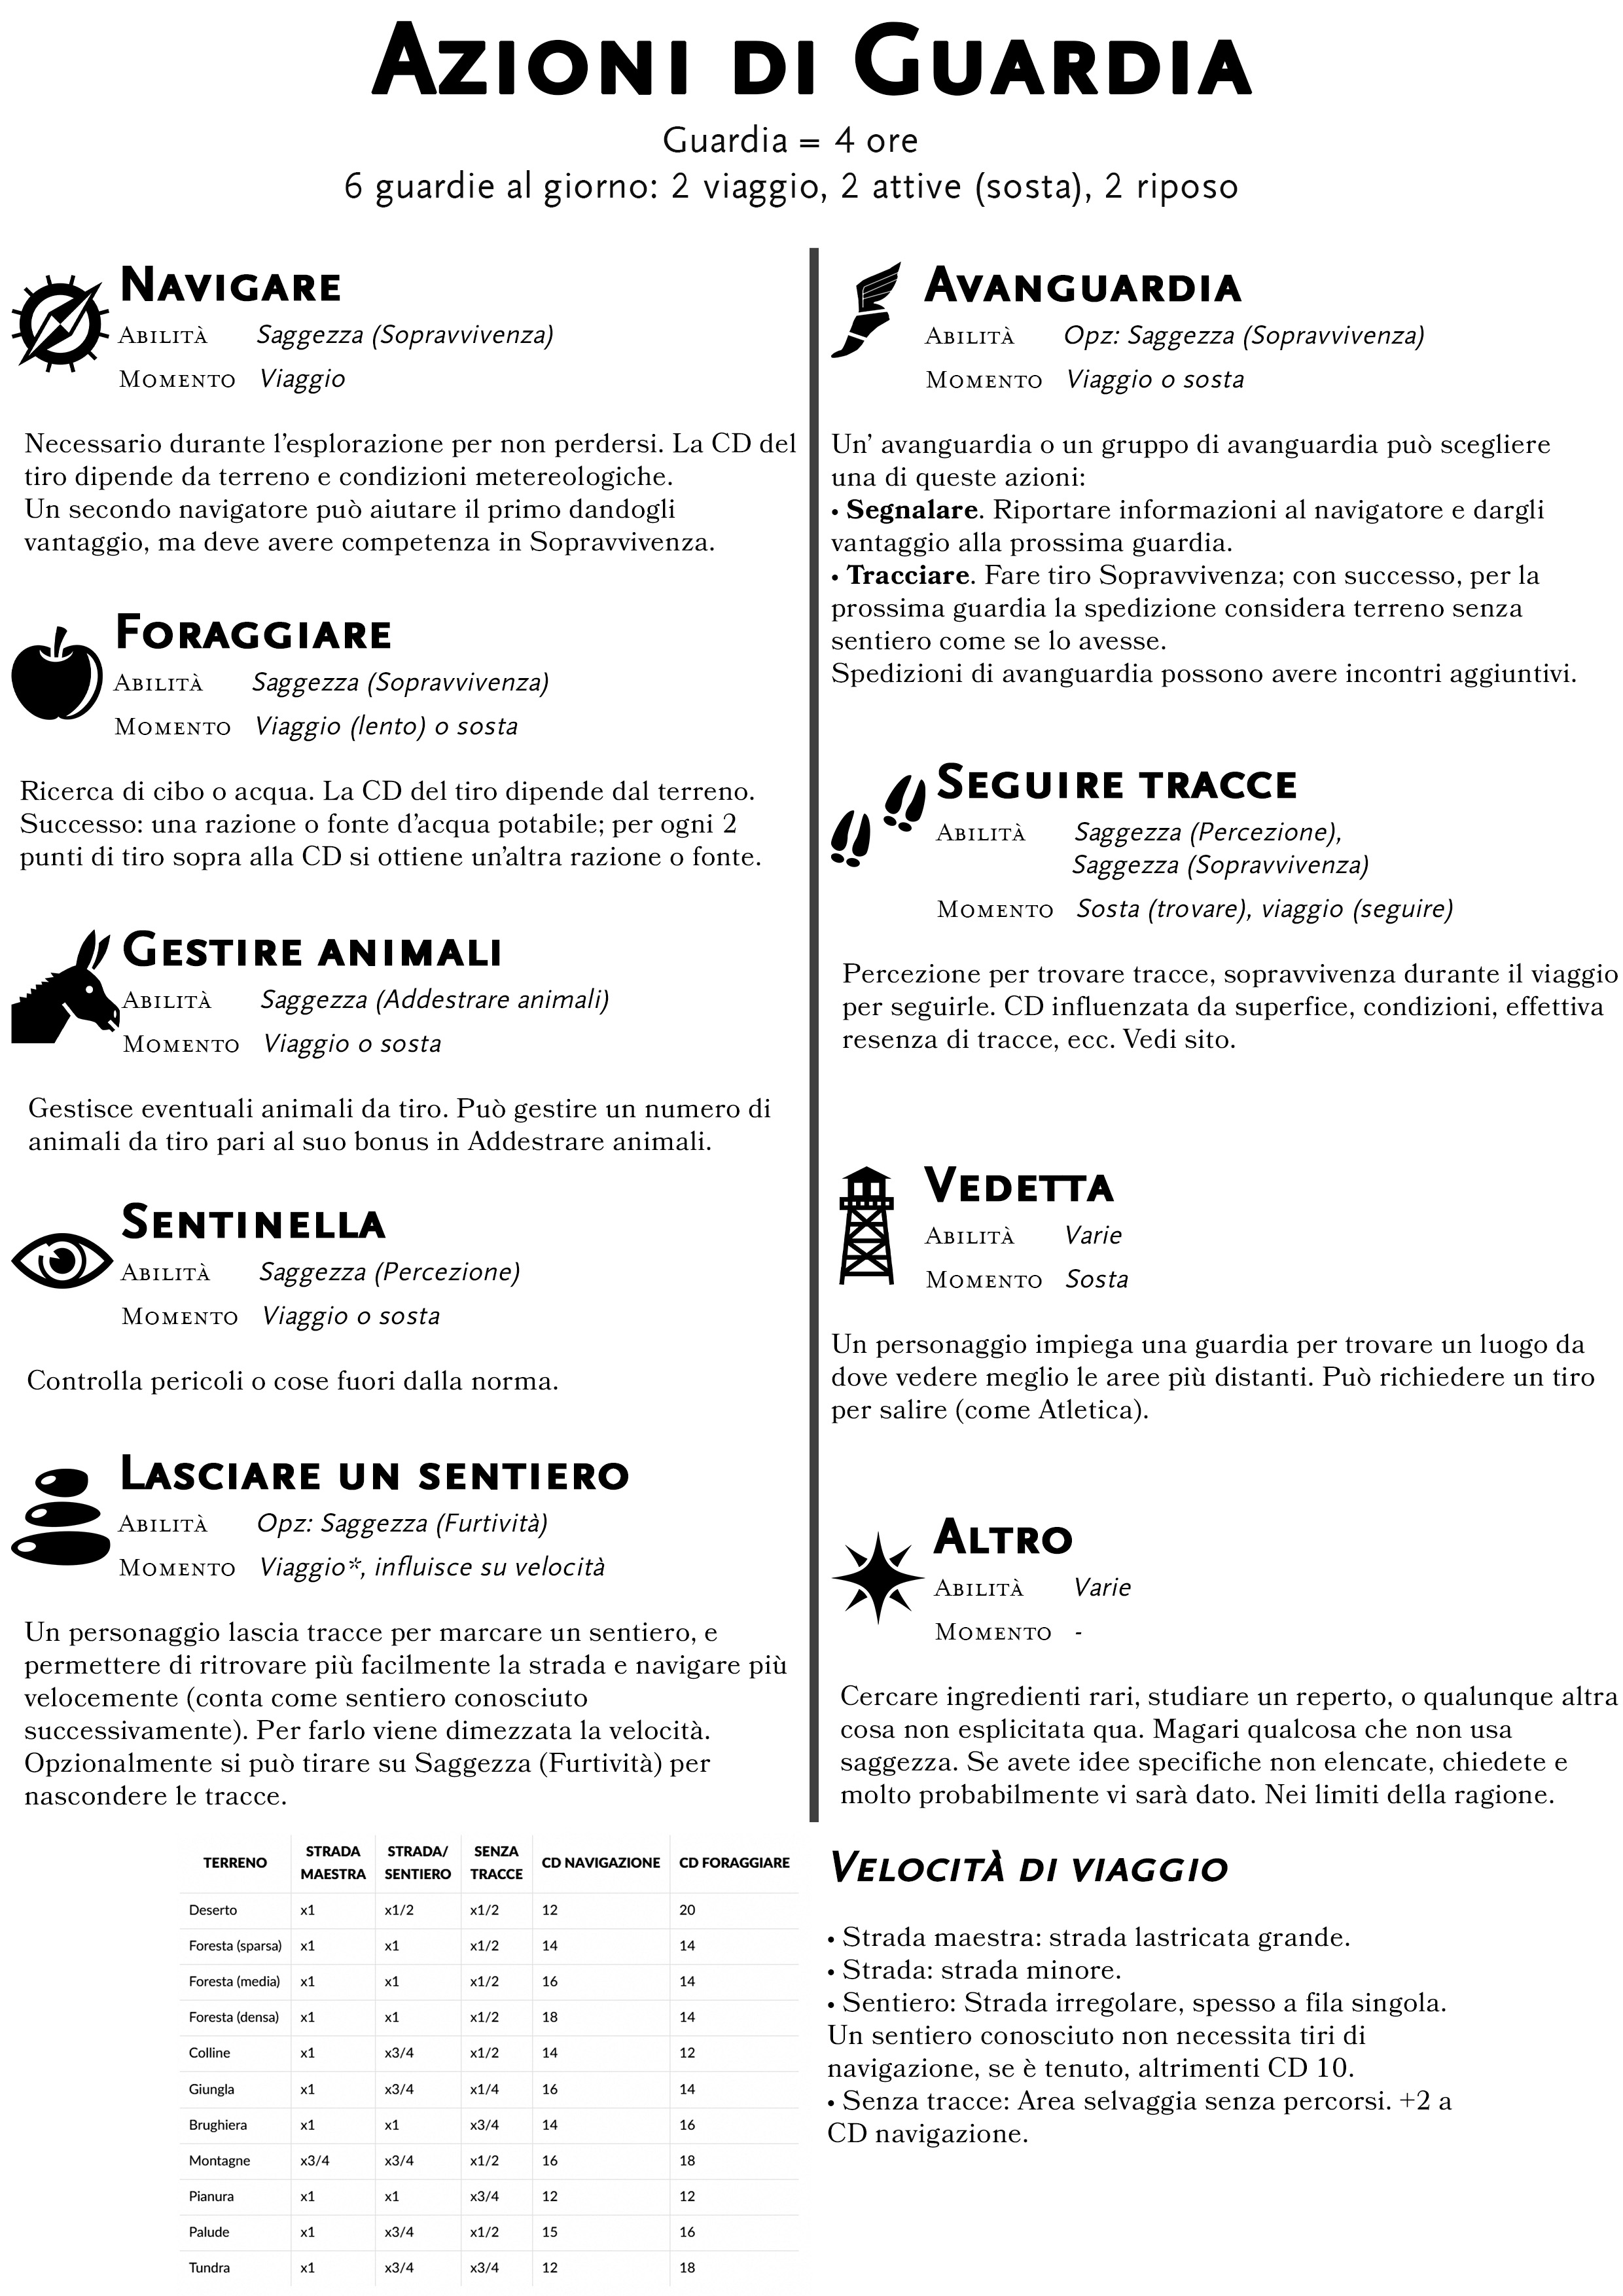 Azioni di Guardia
Guardia = 4 ore
6 guardie al giorno: 2 viaggio, 2 attive (sosta), 2 riposo
Navigare
Abilità Saggezza (Sopravvivenza)
Momento Viaggio
Necessario durante l'esplorazione per non perdersi. La CD del
tiro dipende da terreno e condizioni metereologiche.
Un secondo navigatore può aiutare il primo dandogli
vantaggio, ma deve avere competenza in Sopravvivenza.
Foraggiare
Abilità Saggezza (Sopravvivenza)
Momento Viaggio (lento) o sosta
Ricerca di cibo o acqua. La CD del tiro dipende dal terreno.
Successo: una razione o fonte d'acqua potabile; per ogni 2
punti di tiro sopra alla CD si ottiene un'altra razione o fonte.
Gestire animali
Abilità Saggezza (Addestrare animali)
Momento Viaggio o sosta
Gestisce eventuali animali da tiro. Può gestire un numero di
animali da tiro pari al suo bonus in Addestrare animali.
Sentinella
Abilità Saggezza (Percezione)
Momento Viaggio o sosta
Controlla pericoli o cose fuori dalla norma.
Lasciare un sentiero
Abilità Opz: Saggezza (Furtività)
Momento Viaggio*, influisce su velocità
Un personaggio lascia tracce per marcare un sentiero, e
permettere di ritrovare più facilmente la strada e navigare più
velocemente (conta come sentiero conosciuto
successivamente). Per farlo viene dimezzata la velocità.
Opzionalmente si può tirare su Saggezza (Furtività) per
nascondere le tracce.
Avanguardia
Abilità Opz: Saggezza (Sopravvivenza)
Momento Viaggio o sosta
Un' avanguardia o un gruppo di avanguardia può scegliere
una di queste azioni:
• Segnalare. Riportare informazioni al navigatore e dargli
vantaggio alla prossima guardia.
• Tracciare. Fare tiro Sopravvivenza; con successo, per la
prossima guardia la spedizione considera terreno senza
sentiero come se lo avesse.
Spedizioni di avanguardia possono avere incontri aggiuntivi.
Seguire tracce
Abilità Saggezza (Percezione),
Saggezza (Sopravvivenza)
Momento Sosta (trovare), viaggio (seguire)
Percezione per trovare tracce, sopravvivenza durante il viaggio
per seguirle. CD influenzata da superfice, condizioni, effettiva
resenza di tracce, ecc. Vedi sito.
Vedetta
Abilità Varie
Momento Sosta
Un personaggio impiega una guardia per trovare un luogo da
dove vedere meglio le aree più distanti. Può richiedere un tiro
per salire (come Atletica).
Altro
Abilità Varie
Momento -
Cercare ingredienti rari, studiare un reperto, o qualunque altra
cosa non esplicitata qua. Magari qualcosa che non usa
saggezza. Se avete idee specifiche non elencate, chiedete e
molto probabilmente vi sarà dato. Nei limiti della ragione.
TERRENO STRADA MAESTRA STRADA/ SENTIERO SENZA TRACCE CD NAVIGAZIONE CD FORAGGIARE
Deserto x1 x1/2 x1/2 12 20
Foresta (sparsa) x1 x1 x1/2 14 14
Foresta (media) x1 x1 x1/2 16 14
Foresta (densa) x1 x1 x1/2 18 14
Colline x1 x3/4 x1/2 14 12
Giungla x1 x3/4 x1/4 16 14
Brughiera x1 x1 x3/4 14 16
Montagne x3/4 x3/4 x1/2 16 18
Pianura x1 x1 x3/4 12 12
Palude x1 x3/4 x1/2 15 16
Tundra x1 x3/4 x3/4 12 18
Velocità di viaggio
• Strada maestra: strada lastricata grande.
• Strada: strada minore.
• Sentiero: Strada irregolare, spesso a fila singola.
Un sentiero conosciuto non necessita tiri di
navigazione, se è tenuto, altrimenti CD 10.
• Senza tracce: Area selvaggia senza percorsi. +2 a
CD navigazione.